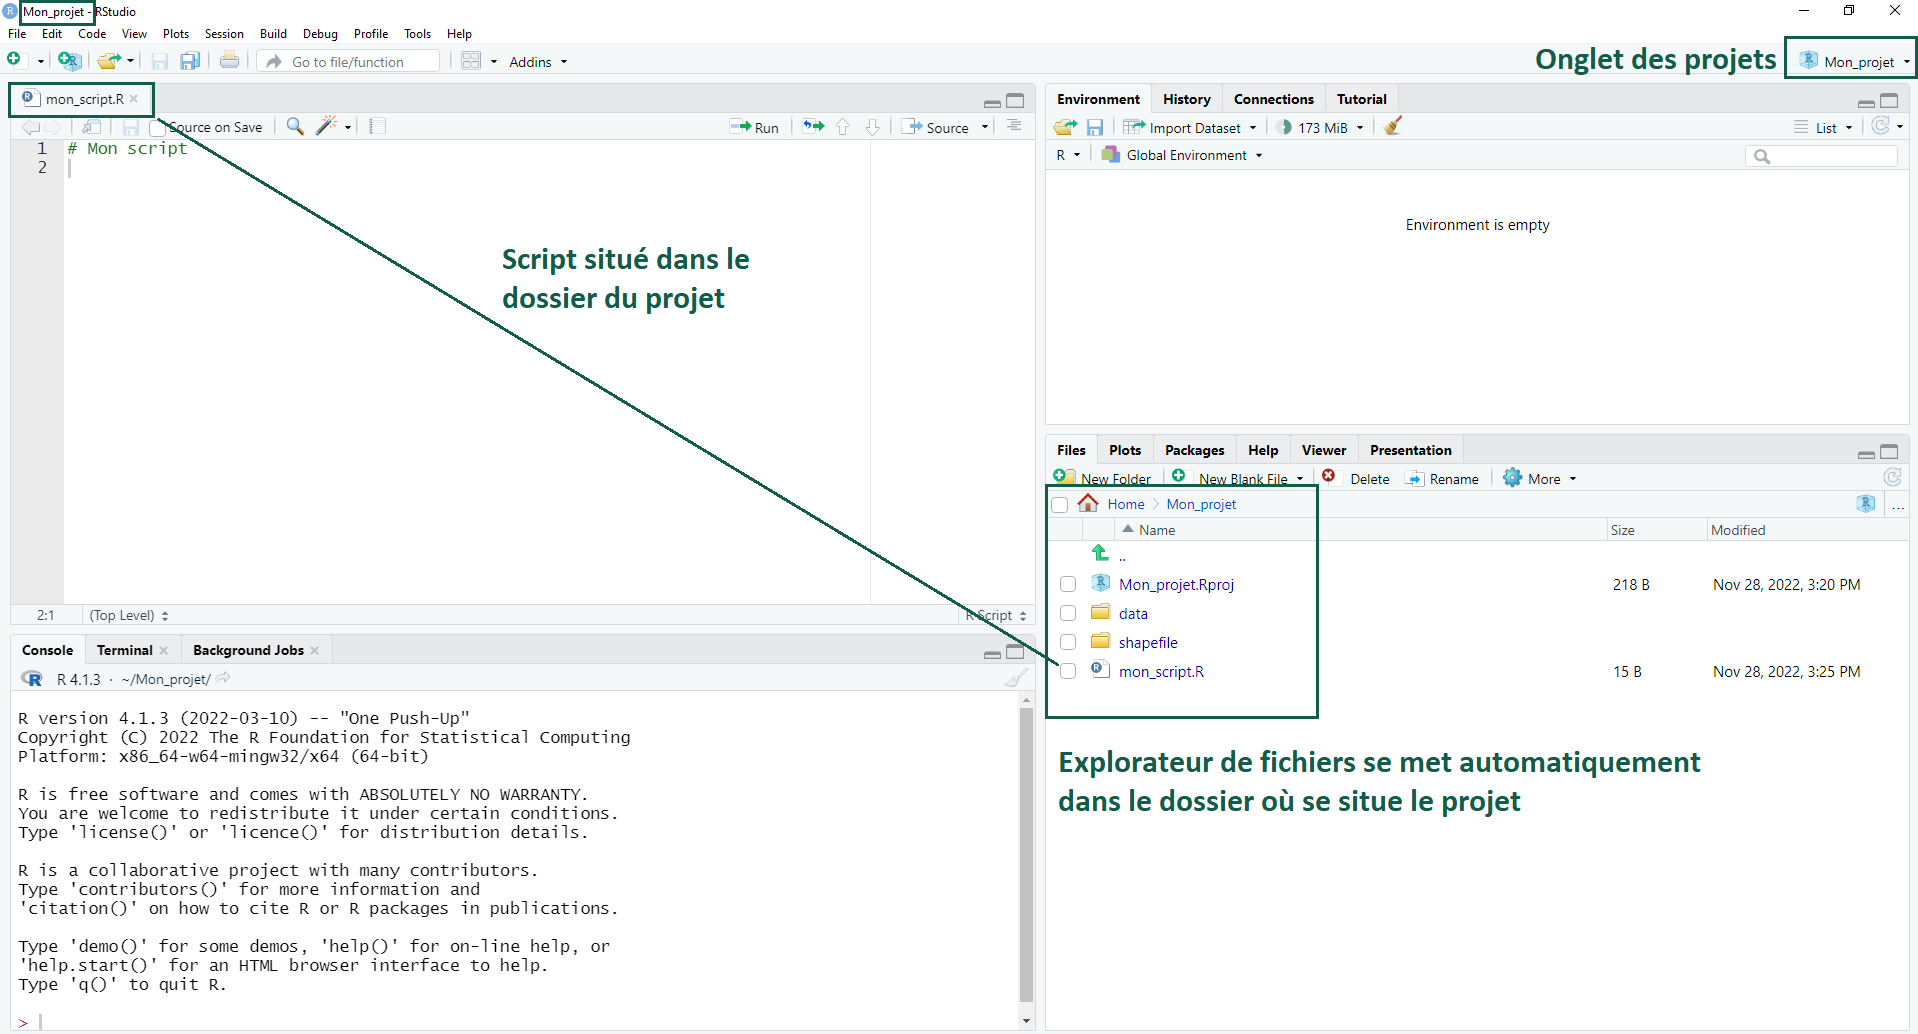 Mon_projet - RStudio
File Edit Code View Plots Session Build Debug Profile Tools Help
Go to file/function Addins
Onglet des projets Mon_projet
mon_script.R
Source on Save Run Source
1 # Mon script
2
Script situé dans le
dossier du projet
2:1 (Top Level) R Script
Console Terminal Background Jobs
R 4.1.3 · ~/Mon_projet/
R version 4.1.3 (2022-03-10) -- "One Push-Up"
Copyright (C) 2022 The R Foundation for Statistical Computing
Platform: x86_64-w64-mingw32/x64 (64-bit)
R is free software and comes with ABSOLUTELY NO WARRANTY.
You are welcome to redistribute it under certain conditions.
Type 'license()' or 'licence()' for distribution details.
R is a collaborative project with many contributors.
Type 'contributors()' for more information and
'citation()' on how to cite R or R packages in publications.
Type 'demo()' for some demos, 'help()' for on-line help, or
'help.start()' for an HTML browser interface to help.
Type 'q()' to quit R.
>
Environment History Connections Tutorial
Import Dataset 173 MiB List
R Global Environment
Environment is empty
Files Plots Packages Help Viewer Presentation
New Folder New Blank File Delete Rename More
Home Mon_projet ...
Name Size Modified
..
Mon_projet.Rproj 218 B Nov 28, 2022, 3:20 PM
data
shapefile
mon_script.R 15 B Nov 28, 2022, 3:25 PM
Explorateur de fichiers se met automatiquement
dans le dossier où se situe le projet